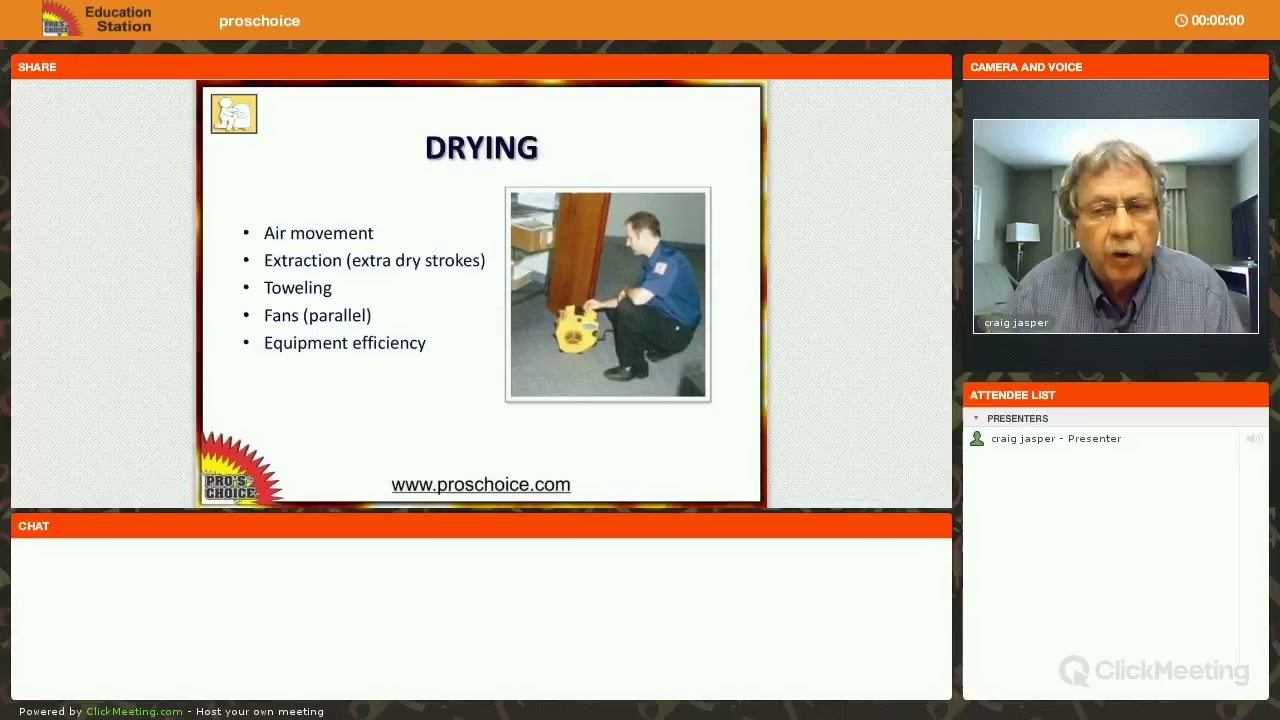 PRO'S
CHOICE
Education
Station
proschoice
00:00:00
SHARE
DRYING
• Air movement
• Extraction (extra dry strokes)
• Toweling
• Fans (parallel)
• Equipment efficiency
PRO'S
CHOICE
www.proschoice.com
CAMERA AND VOICE
craig jasper
ATTENDEE LIST
PRESENTERS
craig jasper - Presenter
CHAT
ClickMeeting
Powered by ClickMeeting.com - Host your own meeting